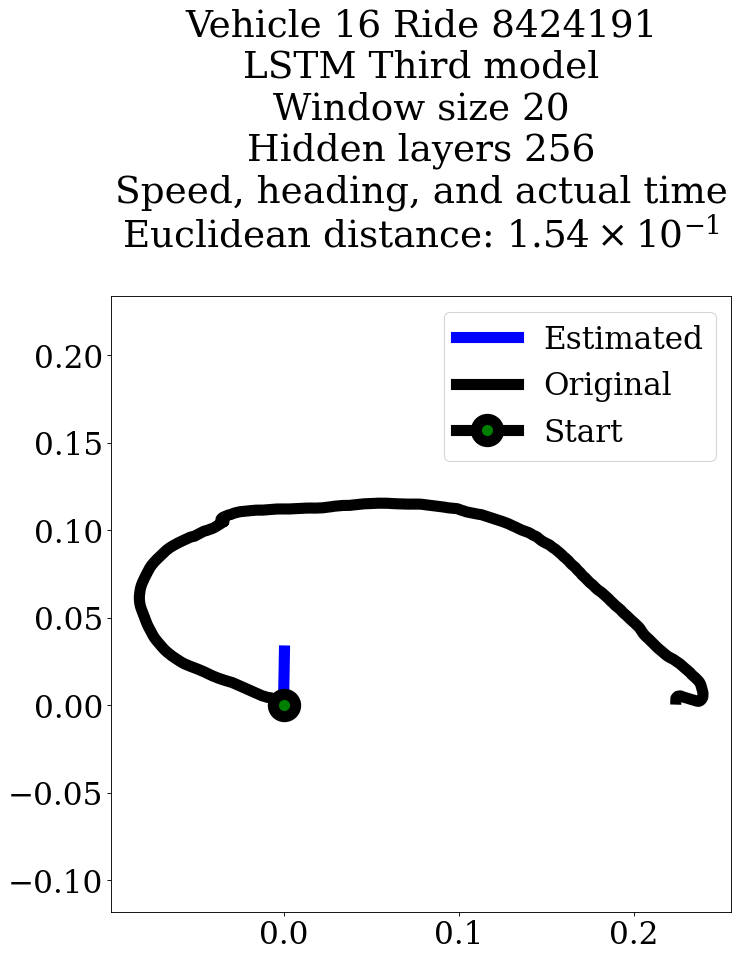 Vehicle 16 Ride 8424191
LSTM Third model
Window size 20
Hidden layers 256
Speed, heading, and actual time
Euclidean distance: 1.54 × 10⁻¹
Estimated
Original
Start
0.20
0.15
0.10
0.05
0.00
−0.05
−0.10
0.0 0.1 0.2